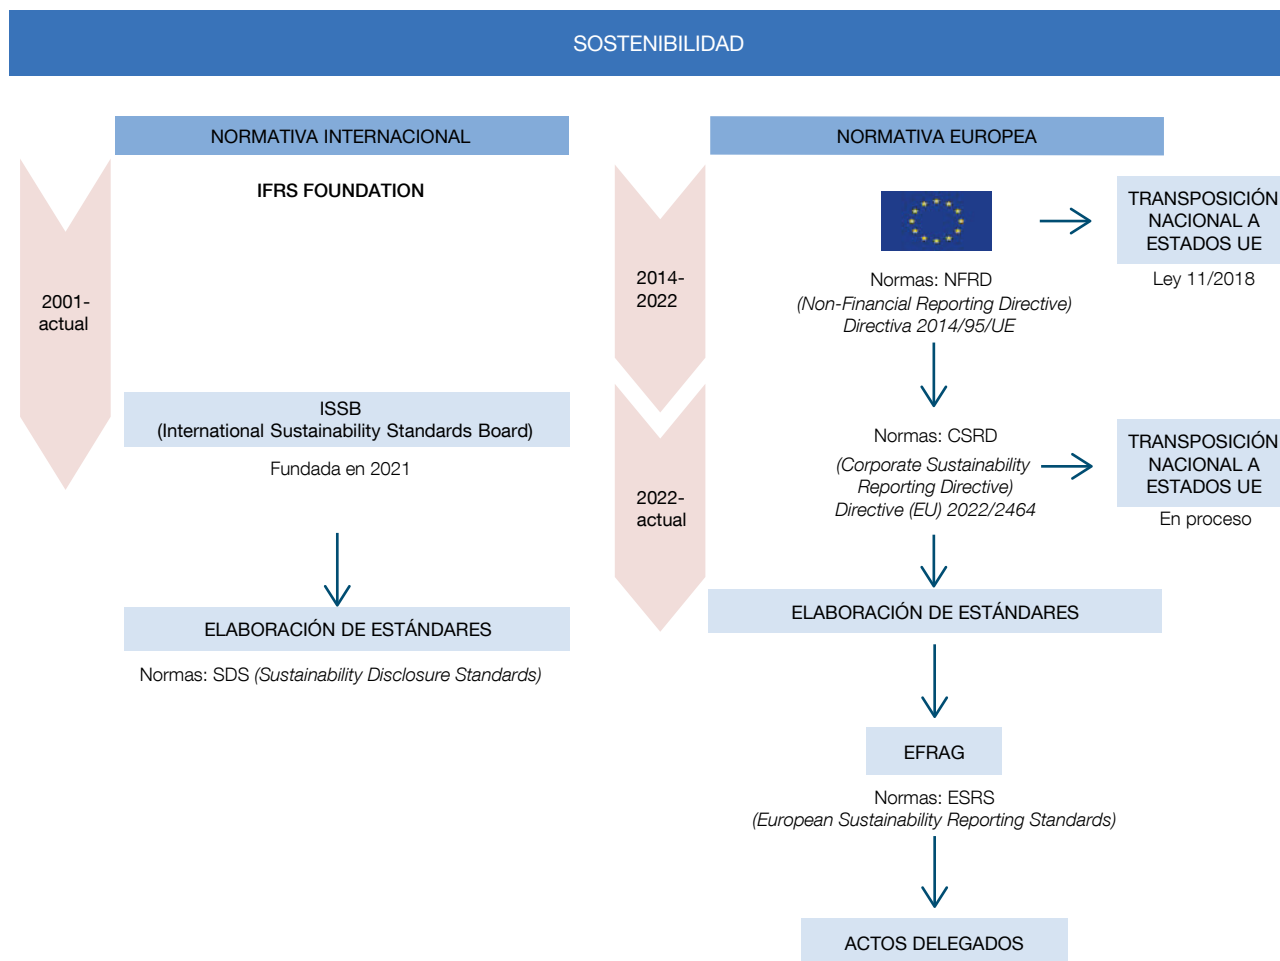 SOSTENIBILIDAD
NORMATIVA INTERNACIONAL
IFRS FOUNDATION
2001-
actual
ISSB
(International Sustainability Standards Board)
Fundada en 2021
ELABORACIÓN DE ESTÁNDARES
Normas: SDS (Sustainability Disclosure Standards)
NORMATIVA EUROPEA
2014-
2022
Normas: NFRD
(Non-Financial Reporting Directive)
Directiva 2014/95/UE
TRANSPOSICIÓN
NACIONAL A
ESTADOS UE
Ley 11/2018
2022-
actual
Normas: CSRD
(Corporate Sustainability
Reporting Directive)
Directive (EU) 2022/2464
TRANSPOSICIÓN
NACIONAL A
ESTADOS UE
En proceso
ELABORACIÓN DE ESTÁNDARES
EFRAG
Normas: ESRS
(European Sustainability Reporting Standards)
ACTOS DELEGADOS